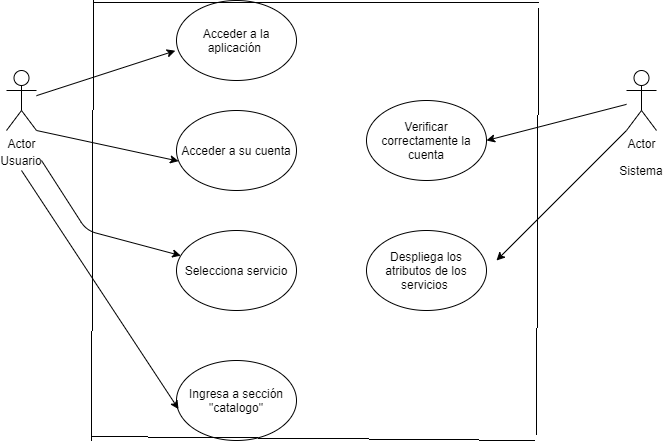 Acceder a la
aplicación
Actor
Usuario
Acceder a su cuenta
Verificar
correctamente la
cuenta
Actor
Sistema
Selecciona servicio
Despliega los
atributos de los
servicios
Ingresa a sección
"catalogo"